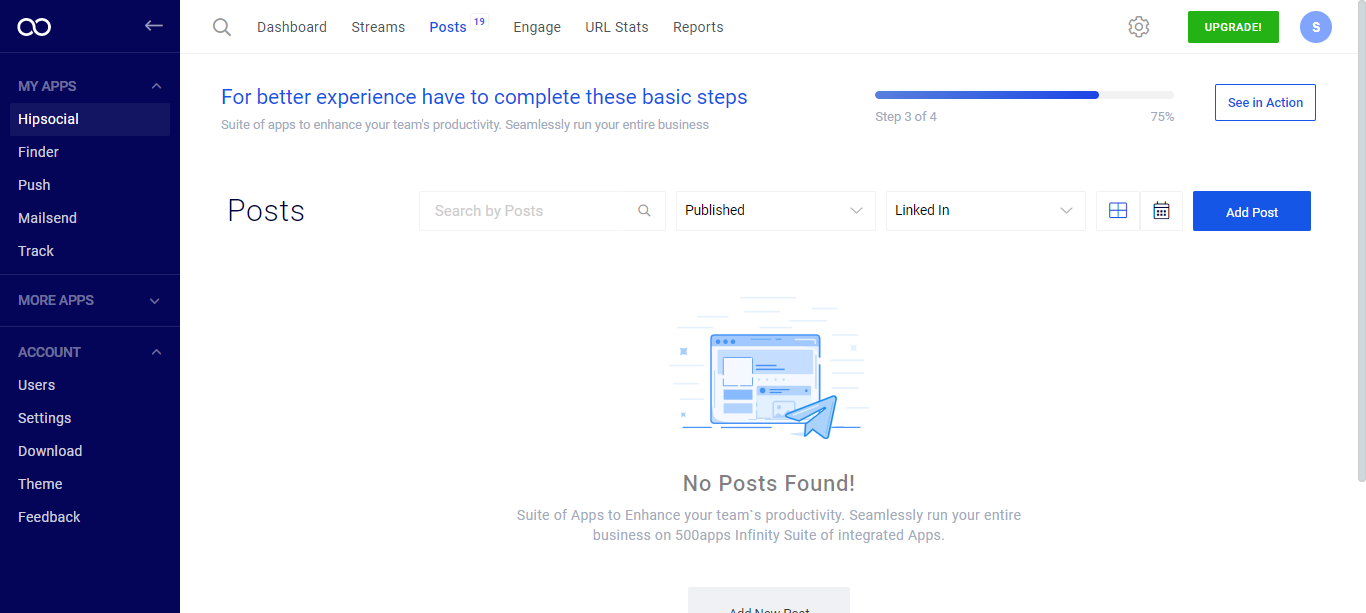 Dashboard Streams Posts 19 Engage URL Stats Reports UPGRADE! S
MY APPS
Hipsocial
Finder
Push
Mailsend
Track
MORE APPS
ACCOUNT
Users
Settings
Download
Theme
Feedback
For better experience have to complete these basic steps
Suite of apps to enhance your team's productivity. Seamlessly run your entire business
Step 3 of 4 75%
See in Action
Posts Search by Posts Published Linked In Add Post
No Posts Found!
Suite of Apps to Enhance your team`s productivity. Seamlessly run your entire
business on 500apps Infinity Suite of integrated Apps.
Add New Post